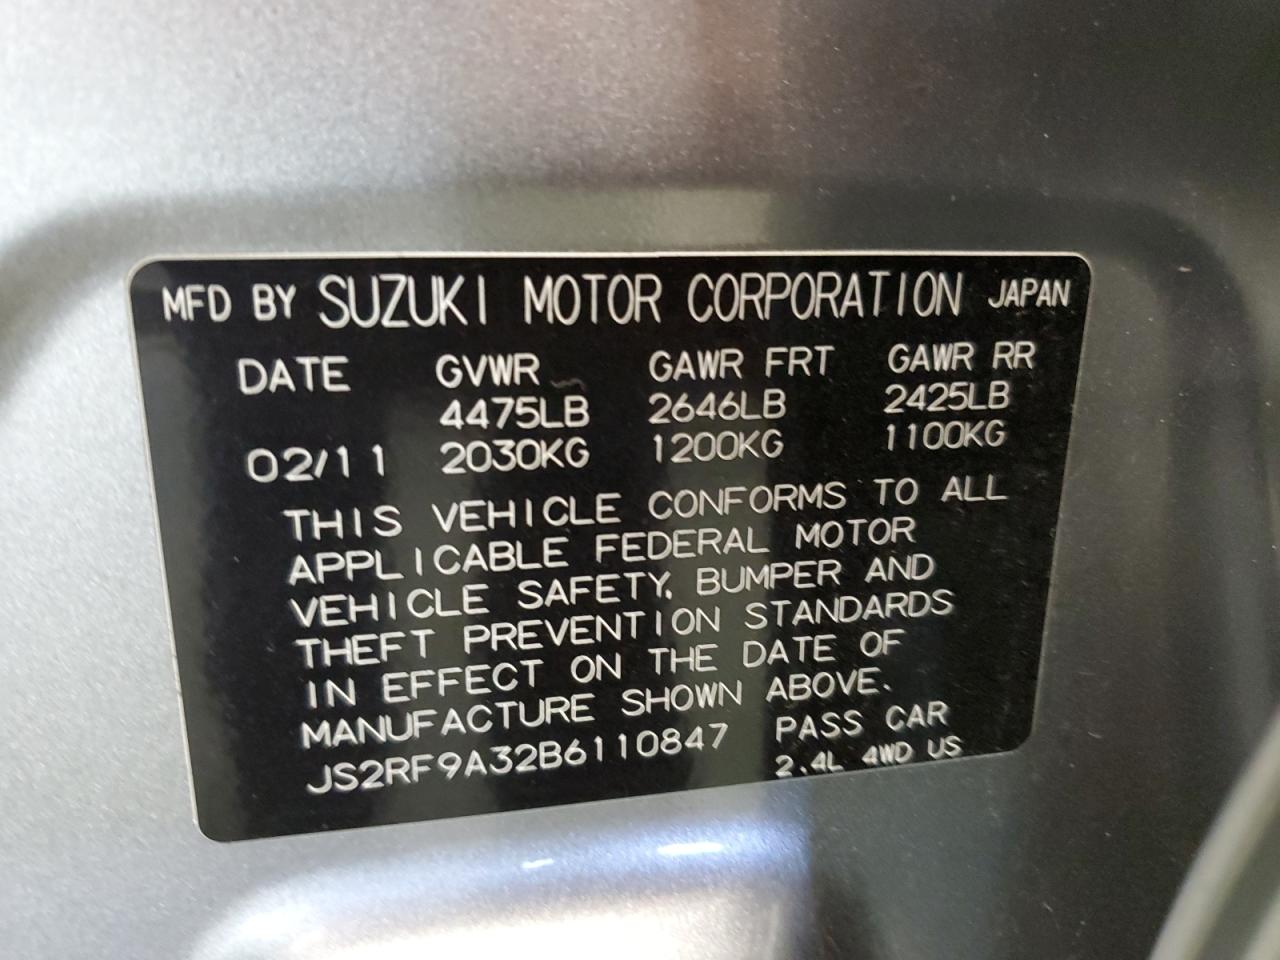 MFD BY SUZUKI MOTOR CORPORATION JAPAN
DATE GVWR GAWR FRT GAWR RR
4475LB 2646LB 2425LB
02/11 2030KG 1200KG 1100KG
THIS VEHICLE CONFORMS TO ALL
APPLICABLE FEDERAL MOTOR
VEHICLE SAFETY, BUMPER AND
THEFT PREVENTION STANDARDS
IN EFFECT ON THE DATE OF
MANUFACTURE SHOWN ABOVE.
JS2RF9A32B6110847 PASS CAR
2.4L 4WD US